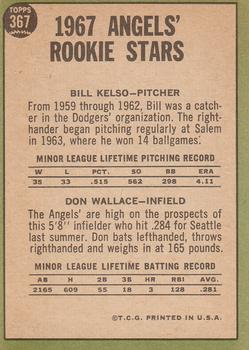 TOPPS
367
1967 ANGELS'
ROOKIE STARS
BILL KELSO—PITCHER
From 1959 through 1962, Bill was a catch-
er in the Dodgers' organization. The right-
hander began pitching regularly at Salem
in 1963, where he won 14 ballgames.
MINOR LEAGUE LIFETIME PITCHING RECORD
W L PCT. SO BB ERA
35 33 .515 562 298 4.11
DON WALLACE—INFIELD
The Angels' are high on the prospects of
this 5'8" infielder who hit .284 for Seattle
last summer. Don bats lefthanded, throws
righthanded and weighs in at 165 pounds.
MINOR LEAGUE LIFETIME BATTING RECORD
AB H 2B 3B HR RBI AVG.
2165 609 55 18 3 128 .281
©T.C.G. PRINTED IN U.S.A.